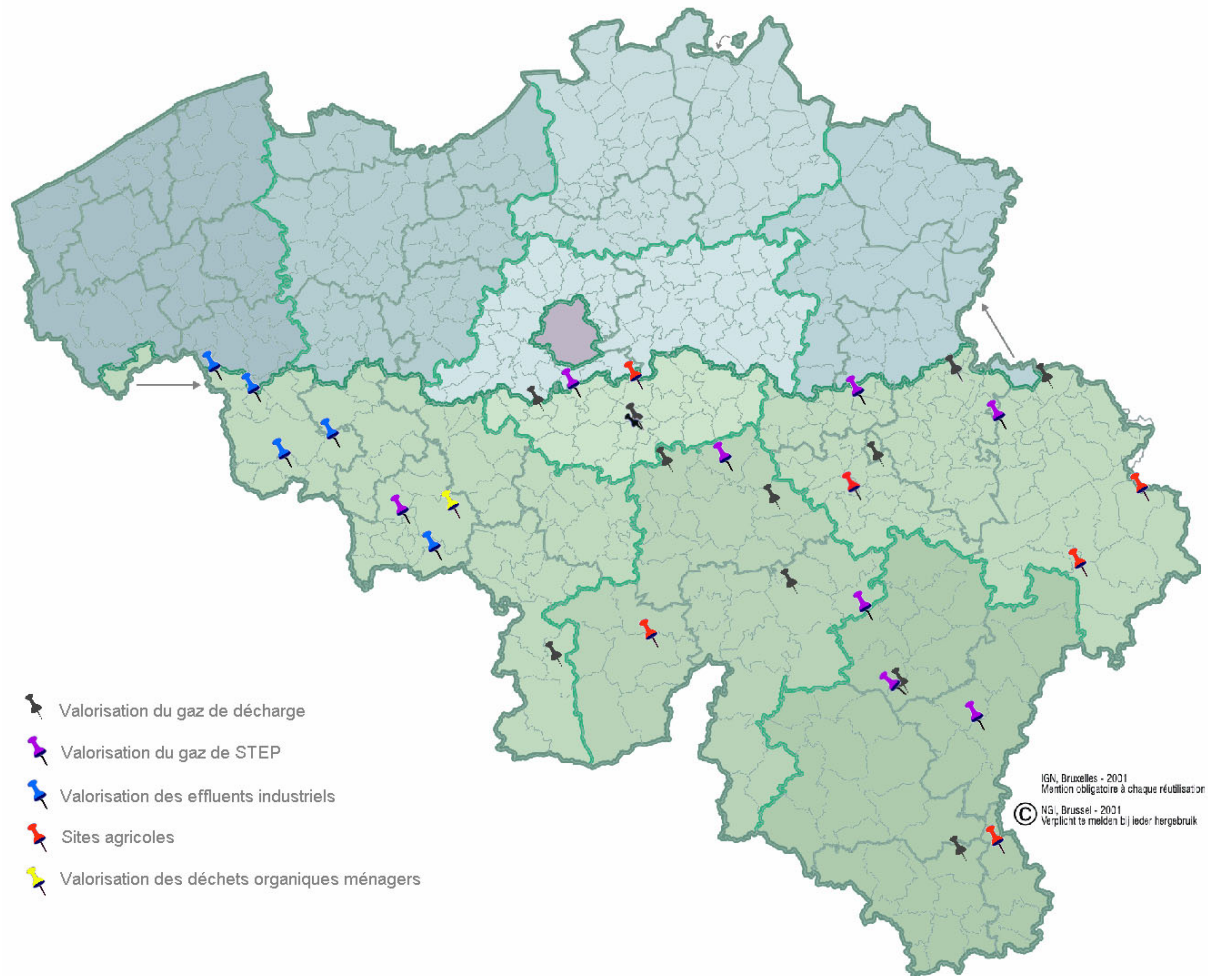 Valorisation du gaz de décharge
Valorisation du gaz de STEP
Valorisation des effluents industriels
Sites agricoles
Valorisation des déchets organiques ménagers
IGN, Bruxelles - 2001
Mention obligatoire à chaque réutilisation
© NGI, Brussel - 2001
Verplicht te melden bij ieder hergebruik